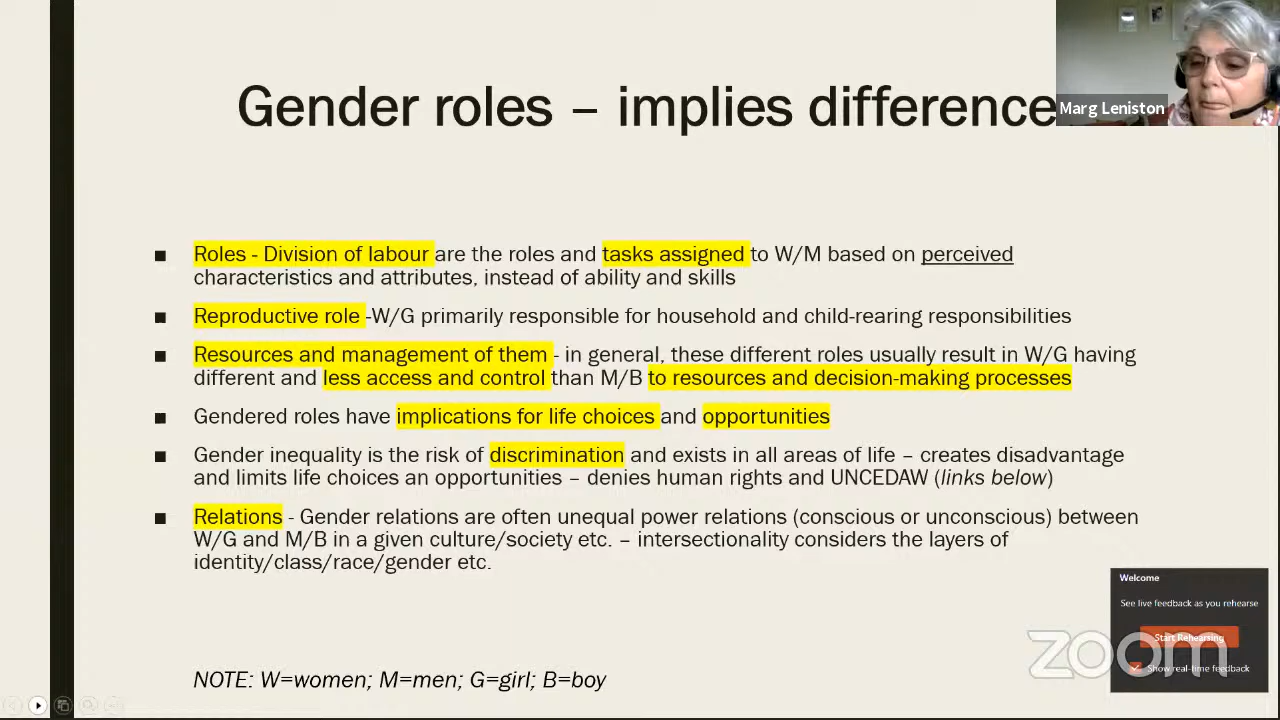 Gender roles – implies difference
Marg Leniston
■ Roles - Division of labour are the roles and tasks assigned to W/M based on perceived
characteristics and attributes, instead of ability and skills
■ Reproductive role -W/G primarily responsible for household and child-rearing responsibilities
■ Resources and management of them - in general, these different roles usually result in W/G having
different and less access and control than M/B to resources and decision-making processes
■ Gendered roles have implications for life choices and opportunities
■ Gender inequality is the risk of discrimination and exists in all areas of life – creates disadvantage
and limits life choices an opportunities – denies human rights and UNCEDAW (links below)
■ Relations - Gender relations are often unequal power relations (conscious or unconscious) between
W/G and M/B in a given culture/society etc. – intersectionality considers the layers of
identity/class/race/gender etc.
NOTE: W=women; M=men; G=girl; B=boy
Welcome
See live feedback as you rehearse
Start Rehearsing
Show real-time feedback
zoom